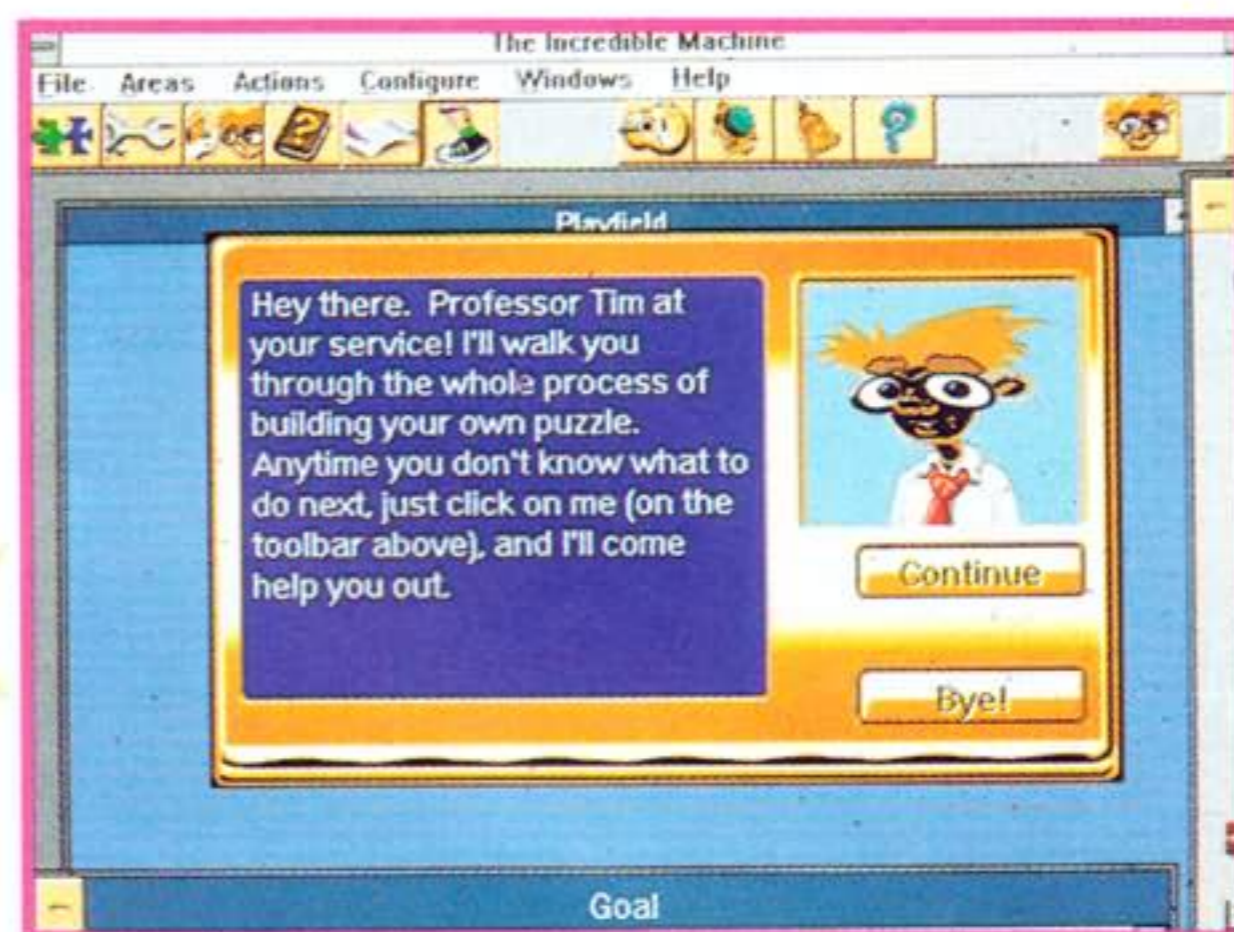 The Incredible Machine
File Areas Actions Configure Windows Help
Playfield
Hey there. Professor Tim at
your service! I'll walk you
through the whole process of
building your own puzzle.
Anytime you don't know what to
do next, just click on me (on the
toolbar above), and I'll come
help you out.
Continue
Bye!
Goal